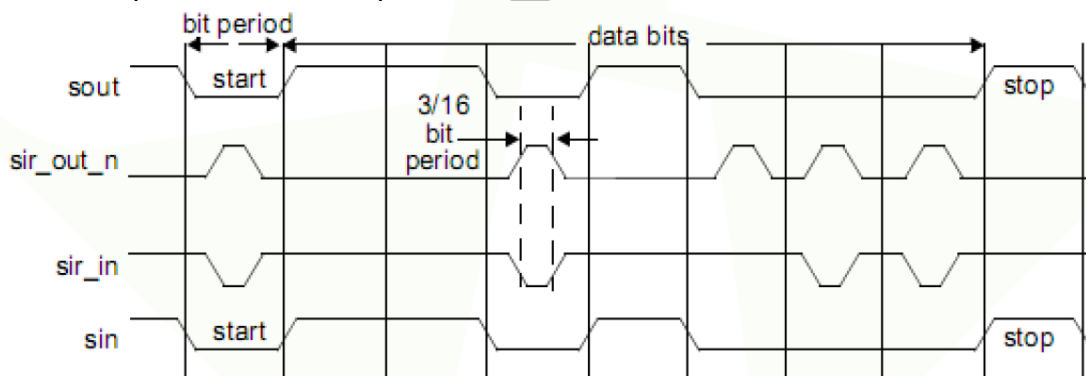 bit period
data bits
sout
start
stop
3/16
bit
period
sir_out_n
sir_in
sin
start
stop